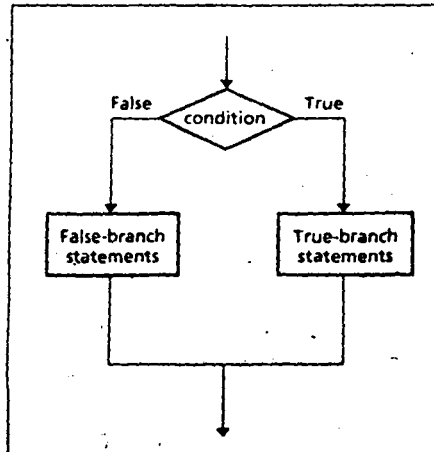 False
True
condition
False-branch
statements
True-branch
statements